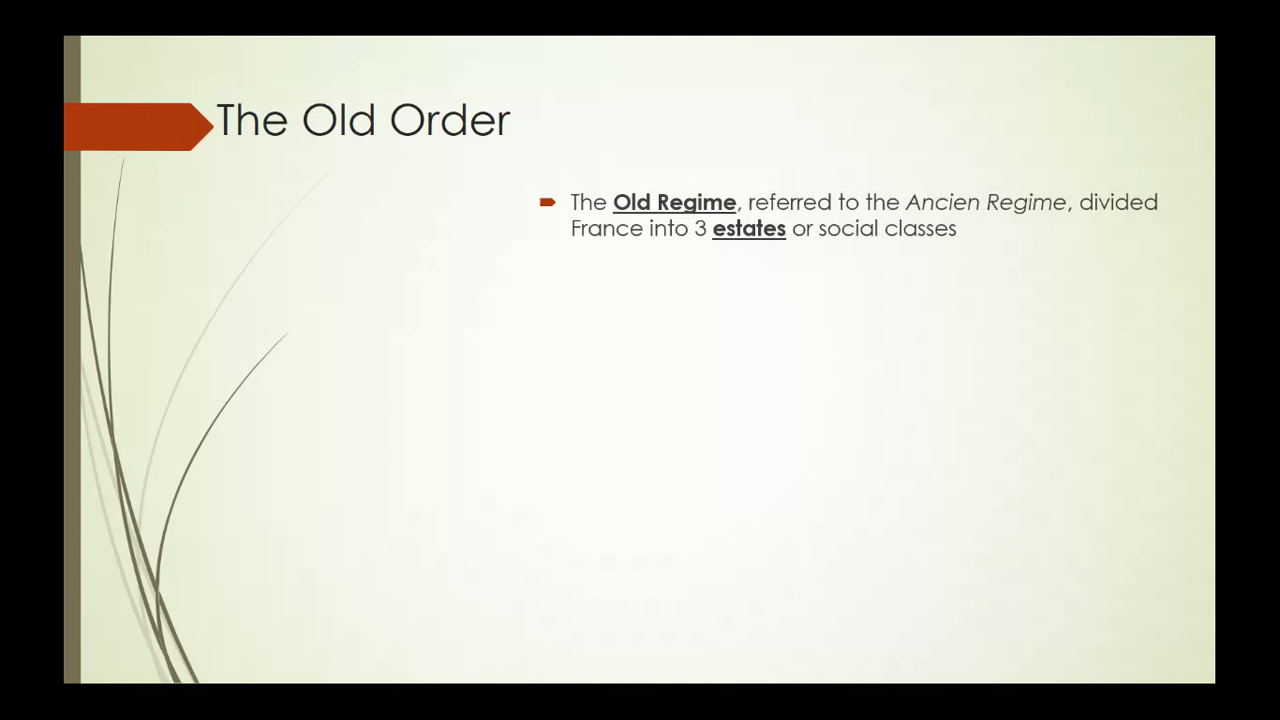 The Old Order
The Old Regime, referred to the Ancien Regime, divided
France into 3 estates or social classes